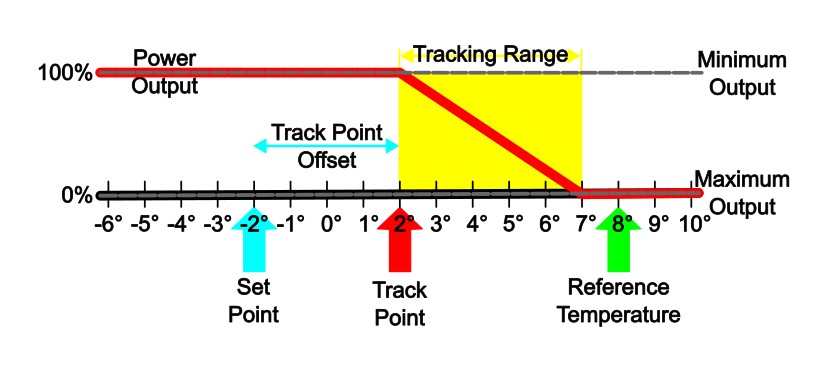 Power
Output
Tracking Range
Minimum
Output
100%
Track Point
Offset
0%
Maximum
Output
-6° -5° -4° -3° -2° -1° 0° 1° 2° 3° 4° 5° 6° 7° 8° 9° 10°
Set
Point
Track
Point
Reference
Temperature